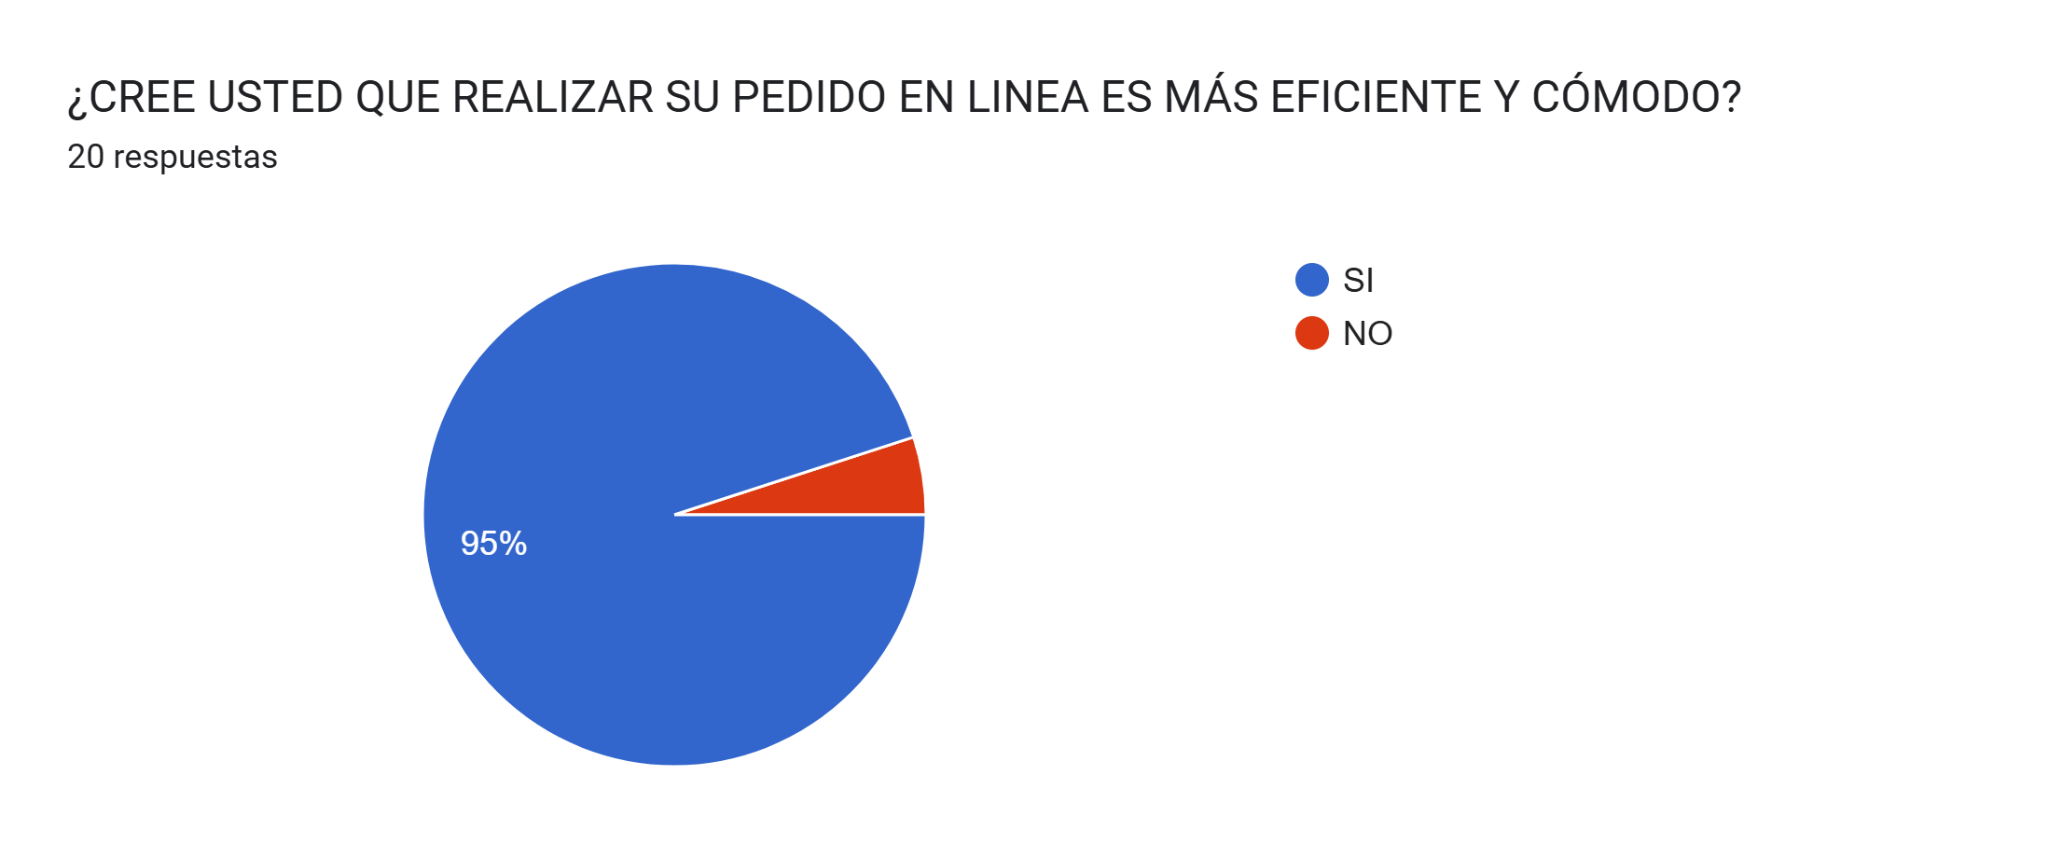 ¿CREE USTED QUE REALIZAR SU PEDIDO EN LINEA ES MÁS EFICIENTE Y CÓMODO?
20 respuestas
SI
NO
95%